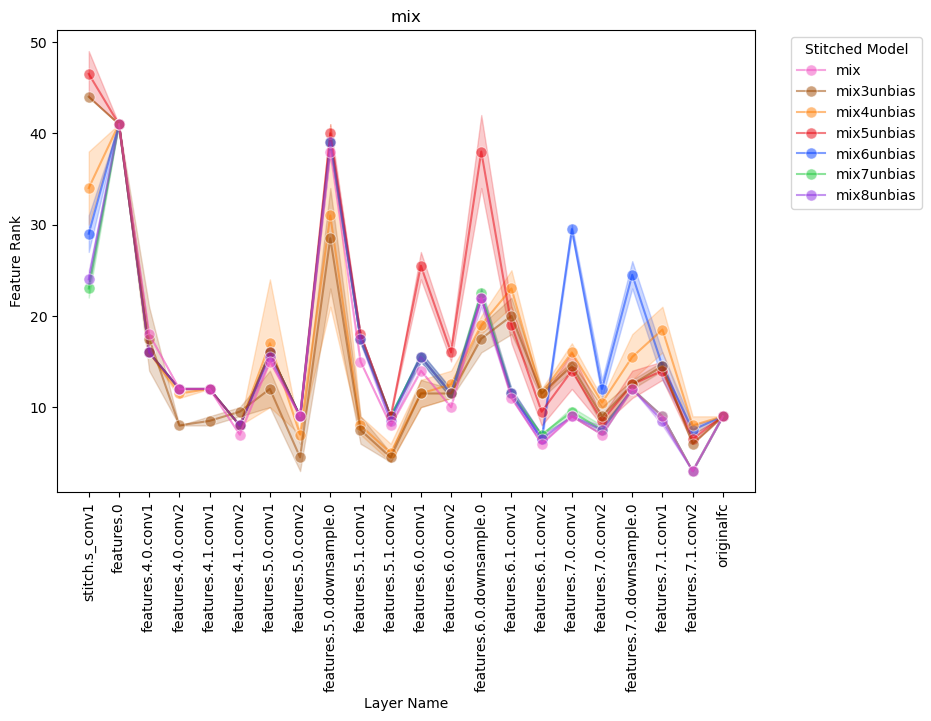 mix
Stitched Model
mix
mix3unbias
mix4unbias
mix5unbias
mix6unbias
mix7unbias
mix8unbias
Feature Rank
50
40
30
20
10
stitch.s_conv1
features.0
features.4.0.conv1
features.4.0.conv2
features.4.1.conv1
features.4.1.conv2
features.5.0.conv1
features.5.0.conv2
features.5.0.downsample.0
features.5.1.conv1
features.5.1.conv2
features.6.0.conv1
features.6.0.conv2
features.6.0.downsample.0
features.6.1.conv1
features.6.1.conv2
features.7.0.conv1
features.7.0.conv2
features.7.0.downsample.0
features.7.1.conv1
features.7.1.conv2
originalfc
Layer Name